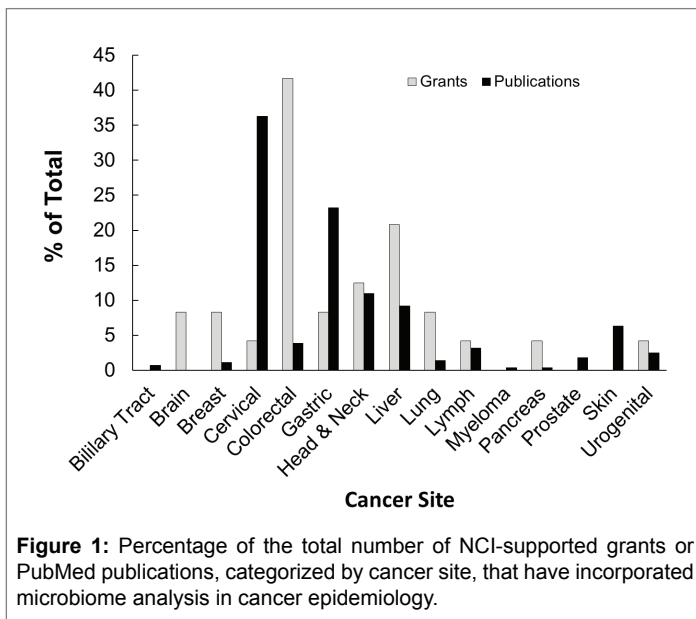 45
40
35
30
25
20
15
10
5
0
% of Total
Grants Publications
Bililary Tract
Brain
Breast
Cervical
Colorectal
Gastric
Head & Neck
Liver
Lung
Lymph
Myeloma
Pancreas
Prostate
Skin
Urogenital
Cancer Site
Figure 1: Percentage of the total number of NCI-supported grants or
PubMed publications, categorized by cancer site, that have incorporated
microbiome analysis in cancer epidemiology.